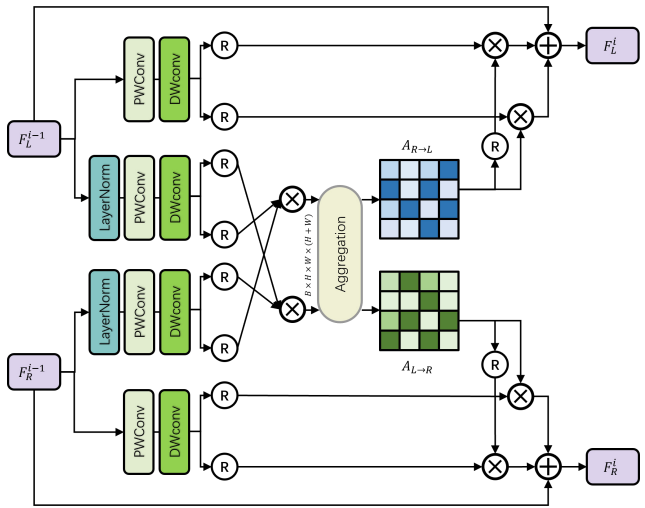 R
PWConv
DWconv
R
F_L^i
F_L^{i-1}
A_{R→L}
R
LayerNorm
PWConv
DWconv
R
R
B × H × W × (H + W)
Aggregation
LayerNorm
PWConv
DWconv
R
R
A_{L→R}
R
F_R^{i-1}
PWConv
DWconv
R
R
F_R^i